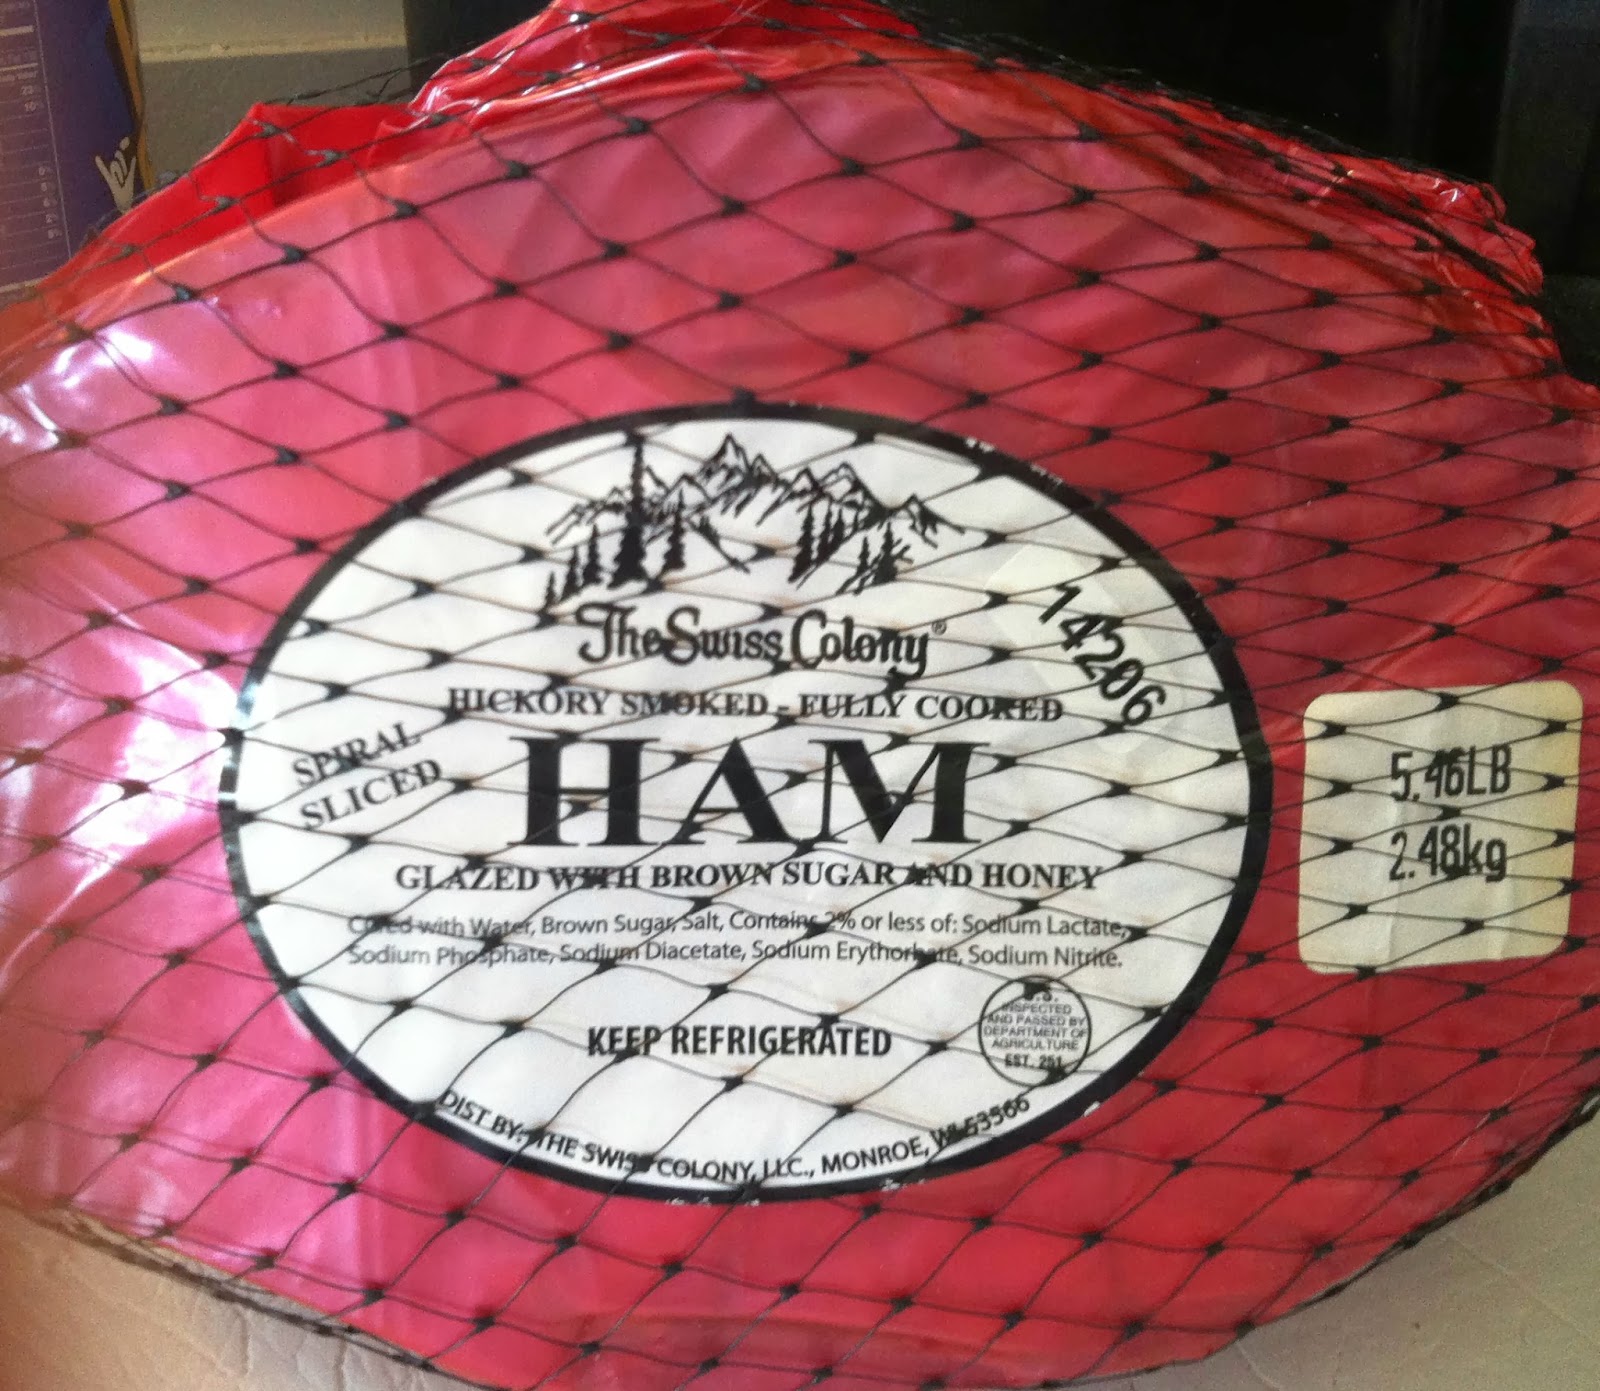 The Swiss Colony®
14206
HICKORY SMOKED - FULLY COOKED
SPIRAL
SLICED
HAM
GLAZED WITH BROWN SUGAR AND HONEY
Cured with Water, Brown Sugar, Salt, Contains 2% or less of: Sodium Lactate,
Sodium Phosphate, Sodium Diacetate, Sodium Erythorbate, Sodium Nitrite.
KEEP REFRIGERATED
U.S.
INSPECTED
AND PASSED BY
DEPARTMENT OF
AGRICULTURE
EST. 251
DIST BY: THE SWISS COLONY, LLC., MONROE, WI 53566
5.46LB
2.48kg